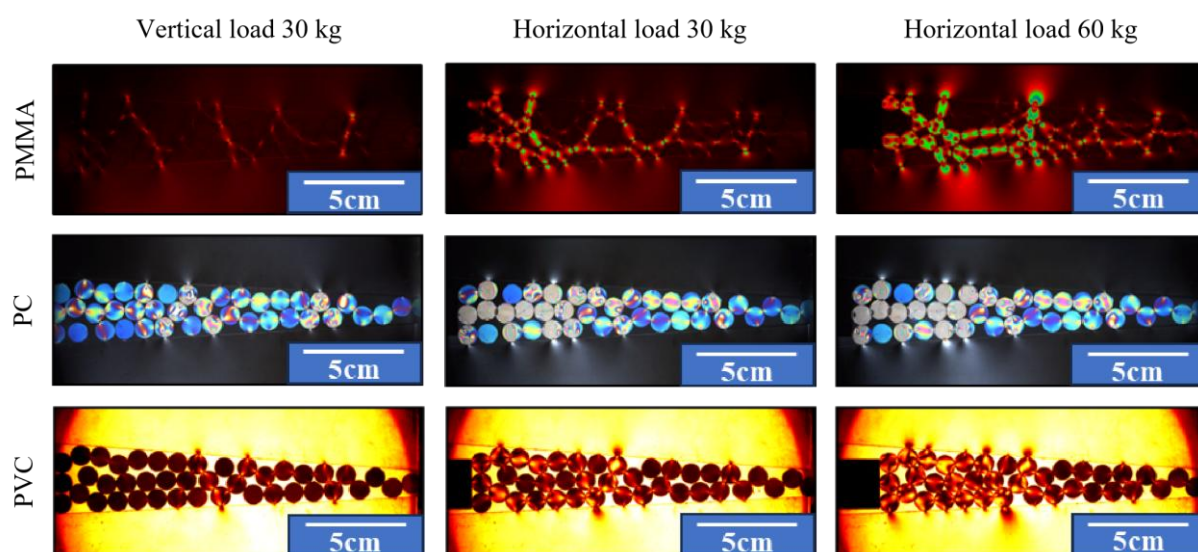 Vertical load 30 kg
Horizontal load 30 kg
Horizontal load 60 kg
PMMA
5cm
5cm
5cm
PC
5cm
5cm
5cm
PVC
5cm
5cm
5cm